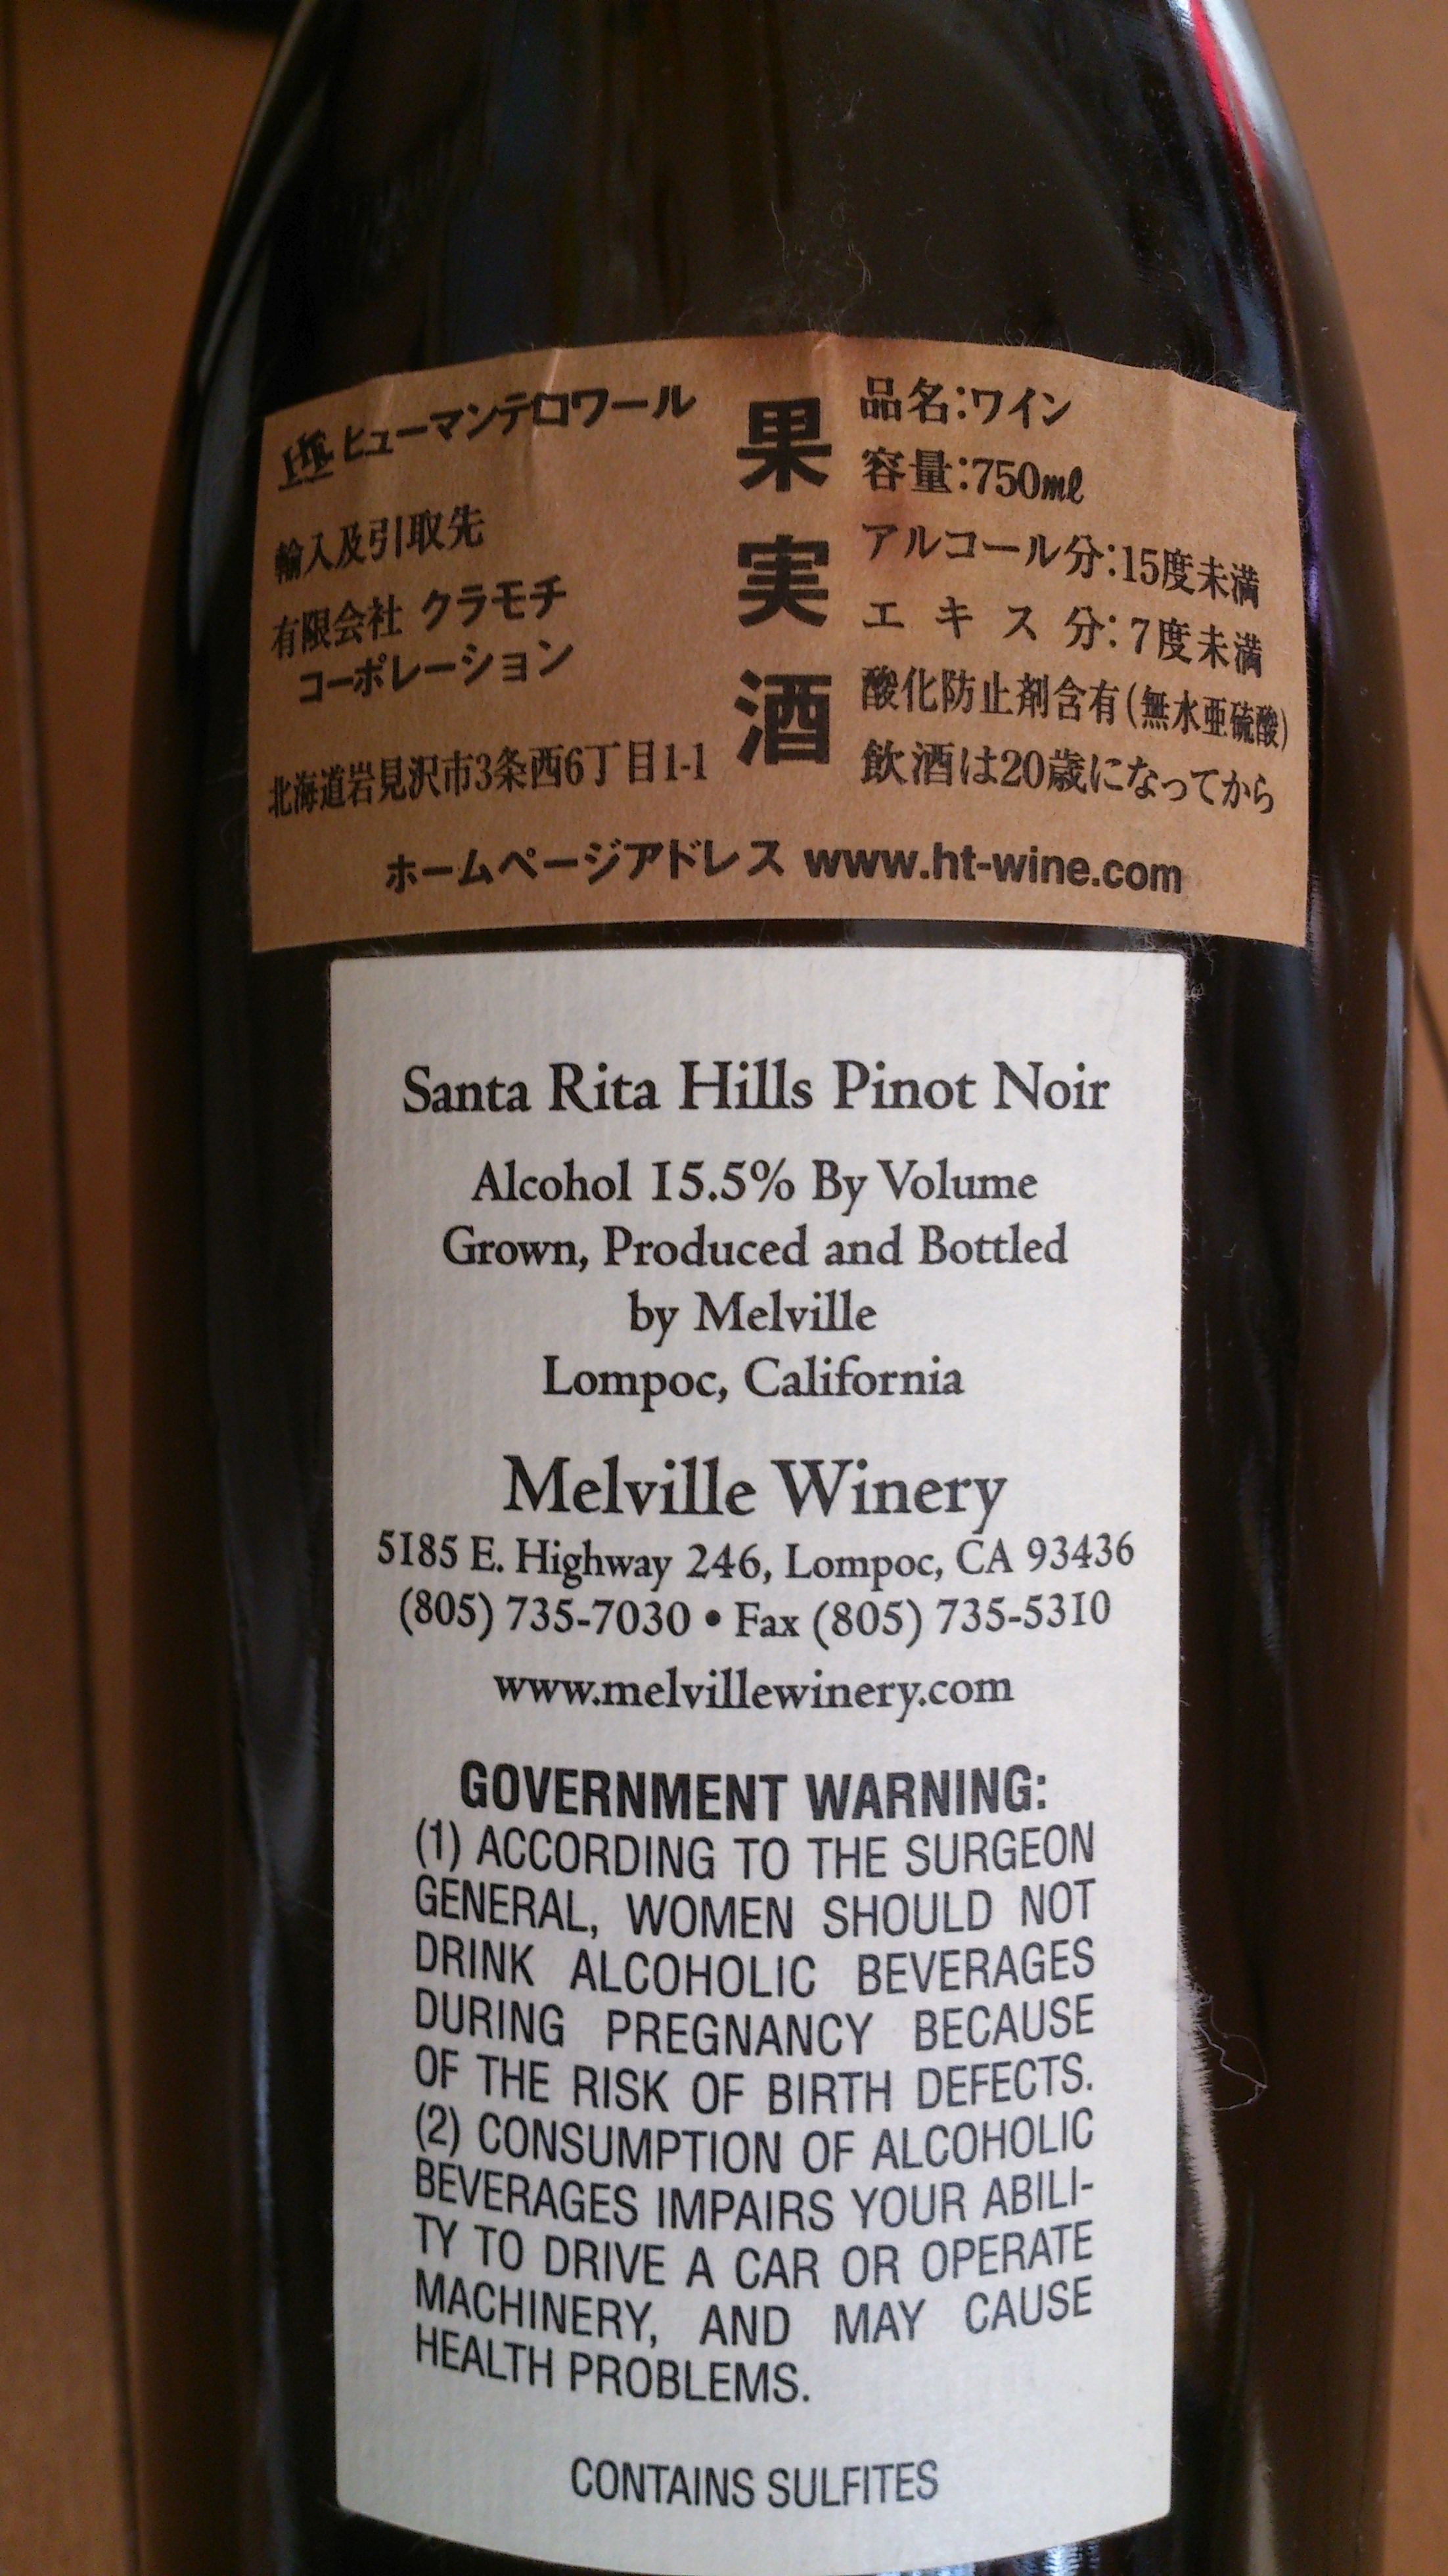 HT ヒューマンテロワール
輸入及引取先
有限会社 クラモチ
コーポレーション
北海道岩見沢市3条西6丁目1-1
果実酒
品名:ワイン
容量:750㎖
アルコール分:15度未満
エキス分:7度未満
酸化防止剤含有(無水亜硫酸)
飲酒は20歳になってから
ホームページアドレス www.ht-wine.com
Santa Rita Hills Pinot Noir
Alcohol 15.5% By Volume
Grown, Produced and Bottled
by Melville
Lompoc, California
Melville Winery
5185 E. Highway 246, Lompoc, CA 93436
(805) 735-7030 • Fax (805) 735-5310
www.melvillewinery.com
GOVERNMENT WARNING:
(1) ACCORDING TO THE SURGEON
GENERAL, WOMEN SHOULD NOT
DRINK ALCOHOLIC BEVERAGES
DURING PREGNANCY BECAUSE
OF THE RISK OF BIRTH DEFECTS.
(2) CONSUMPTION OF ALCOHOLIC
BEVERAGES IMPAIRS YOUR ABILI-
TY TO DRIVE A CAR OR OPERATE
MACHINERY, AND MAY CAUSE
HEALTH PROBLEMS.
CONTAINS SULFITES